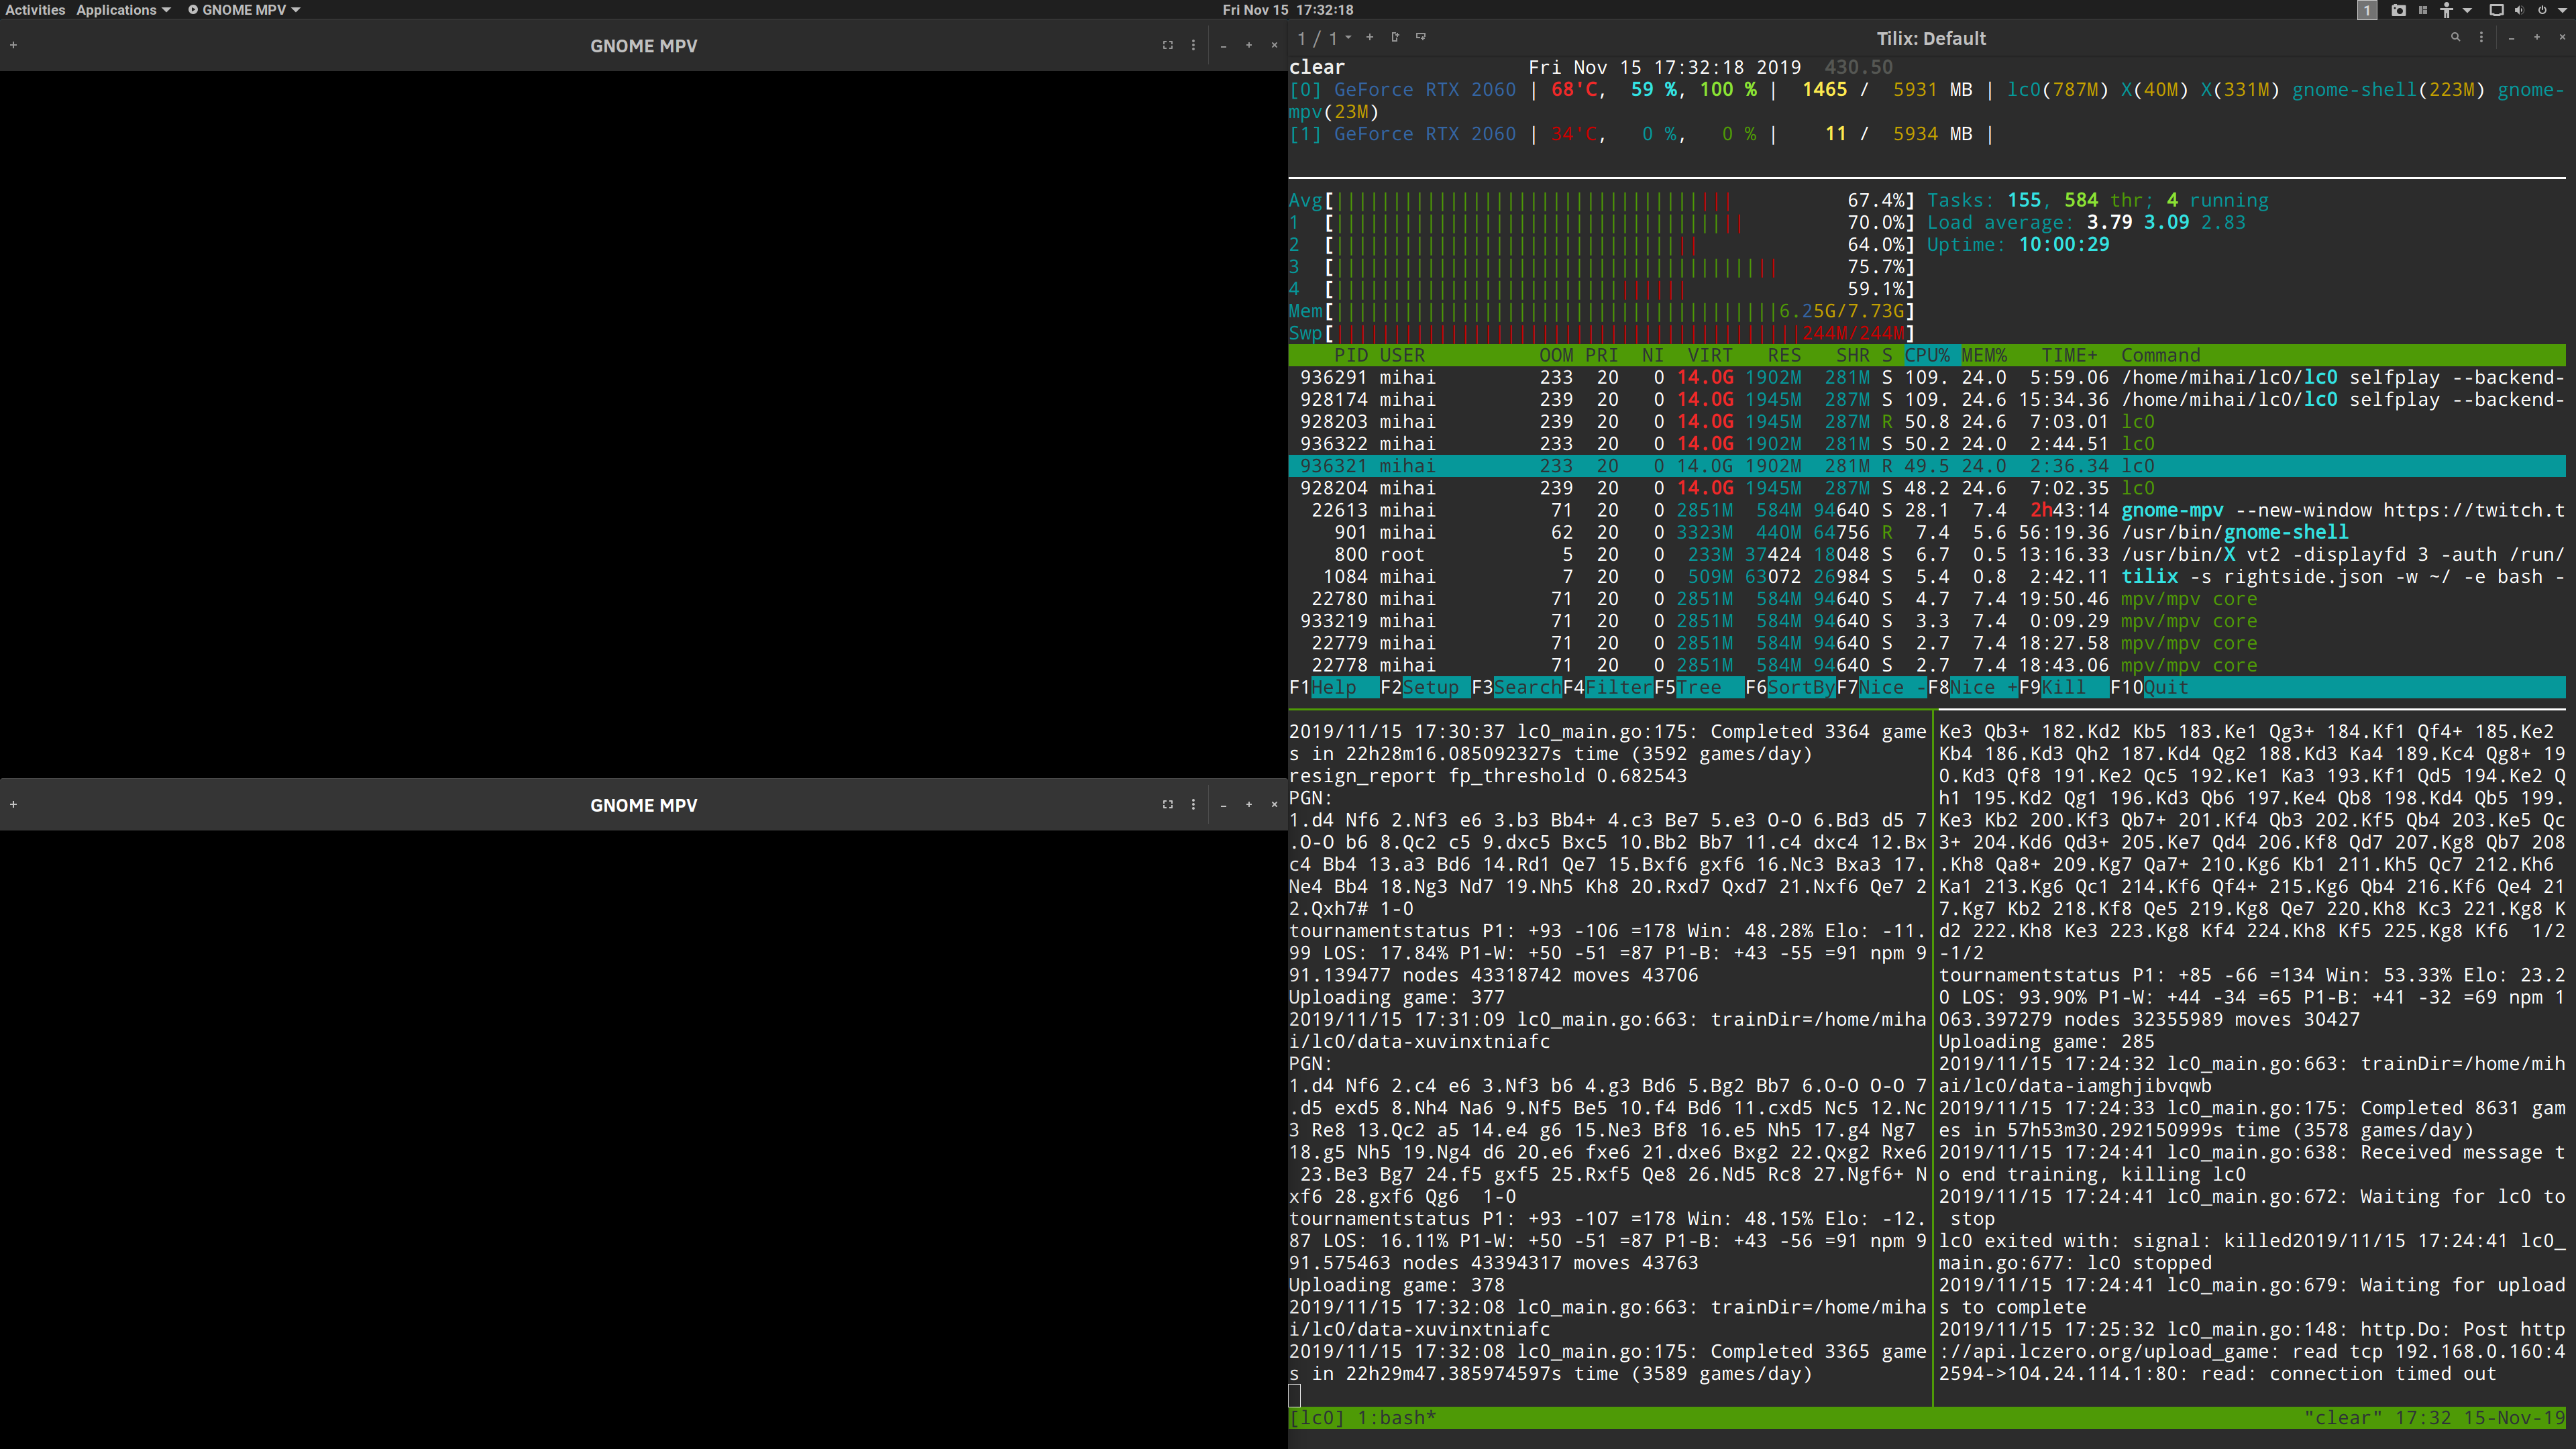 Activities Applications GNOME MPV Fri Nov 15 17:32:18 1
GNOME MPV
GNOME MPV
1 / 1 Tilix: Default
clear Fri Nov 15 17:32:18 2019 430.50
[0] GeForce RTX 2060 | 68'C, 59 %, 100 % | 1465 / 5931 MB | lc0(787M) X(40M) X(331M) gnome-shell(223M) gnome-
mpv(23M)
[1] GeForce RTX 2060 | 34'C, 0 %, 0 % | 11 / 5934 MB |
Avg[ 67.4%] Tasks: 155, 584 thr; 4 running
1 [ 70.0%] Load average: 3.79 3.09 2.83
2 [ 64.0%] Uptime: 10:00:29
3 [ 75.7%]
4 [ 59.1%]
Mem[ 6.25G/7.73G]
Swp[ 244M/244M]
PID USER OOM PRI NI VIRT RES SHR S CPU% MEM% TIME+ Command
936291 mihai 233 20 0 14.0G 1902M 281M S 109. 24.0 5:59.06 /home/mihai/lc0/lc0 selfplay --backend-
928174 mihai 239 20 0 14.0G 1945M 287M S 109. 24.6 15:34.36 /home/mihai/lc0/lc0 selfplay --backend-
928203 mihai 239 20 0 14.0G 1945M 287M R 50.8 24.6 7:03.01 lc0
936322 mihai 233 20 0 14.0G 1902M 281M S 50.2 24.0 2:44.51 lc0
936321 mihai 233 20 0 14.0G 1902M 281M R 49.5 24.0 2:36.34 lc0
928204 mihai 239 20 0 14.0G 1945M 287M S 48.2 24.6 7:02.35 lc0
22613 mihai 71 20 0 2851M 584M 94640 S 28.1 7.4 2h43:14 gnome-mpv --new-window https://twitch.t
901 mihai 62 20 0 3323M 440M 64756 R 7.4 5.6 56:19.36 /usr/bin/gnome-shell
800 root 5 20 0 233M 37424 18048 S 6.7 0.5 13:16.33 /usr/bin/X vt2 -displayfd 3 -auth /run/
1084 mihai 7 20 0 509M 63072 26984 S 5.4 0.8 2:42.11 tilix -s rightside.json -w ~/ -e bash -
22780 mihai 71 20 0 2851M 584M 94640 S 4.7 7.4 19:50.46 mpv/mpv core
933219 mihai 71 20 0 2851M 584M 94640 S 3.3 7.4 0:09.29 mpv/mpv core
22779 mihai 71 20 0 2851M 584M 94640 S 2.7 7.4 18:27.58 mpv/mpv core
22778 mihai 71 20 0 2851M 584M 94640 S 2.7 7.4 18:43.06 mpv/mpv core
F1Help F2Setup F3SearchF4FilterF5Tree F6SortByF7Nice -F8Nice +F9Kill F10Quit
2019/11/15 17:30:37 lc0_main.go:175: Completed 3364 game
s in 22h28m16.085092327s time (3592 games/day)
resign_report fp_threshold 0.682543
PGN:
1.d4 Nf6 2.Nf3 e6 3.b3 Bb4+ 4.c3 Be7 5.e3 O-O 6.Bd3 d5 7
.O-O b6 8.Qc2 c5 9.dxc5 Bxc5 10.Bb2 Bb7 11.c4 dxc4 12.Bx
c4 Bb4 13.a3 Bd6 14.Rd1 Qe7 15.Bxf6 gxf6 16.Nc3 Bxa3 17.
Ne4 Bb4 18.Ng3 Nd7 19.Nh5 Kh8 20.Rxd7 Qxd7 21.Nxf6 Qe7 2
2.Qxh7# 1-0
tournamentstatus P1: +93 -106 =178 Win: 48.28% Elo: -11.
99 LOS: 17.84% P1-W: +50 -51 =87 P1-B: +43 -55 =91 npm 9
91.139477 nodes 43318742 moves 43706
Uploading game: 377
2019/11/15 17:31:09 lc0_main.go:663: trainDir=/home/miha
i/lc0/data-xuvinxtniafc
PGN:
1.d4 Nf6 2.c4 e6 3.Nf3 b6 4.g3 Bd6 5.Bg2 Bb7 6.O-O O-O 7
.d5 exd5 8.Nh4 Na6 9.Nf5 Be5 10.f4 Bd6 11.cxd5 Nc5 12.Nc
3 Re8 13.Qc2 a5 14.e4 g6 15.Ne3 Bf8 16.e5 Nh5 17.g4 Ng7
18.g5 Nh5 19.Ng4 d6 20.e6 fxe6 21.dxe6 Bxg2 22.Qxg2 Rxe6
23.Be3 Bg7 24.f5 gxf5 25.Rxf5 Qe8 26.Nd5 Rc8 27.Ngf6+ N
xf6 28.gxf6 Qg6 1-0
tournamentstatus P1: +93 -107 =178 Win: 48.15% Elo: -12.
87 LOS: 16.11% P1-W: +50 -51 =87 P1-B: +43 -56 =91 npm 9
91.575463 nodes 43394317 moves 43763
Uploading game: 378
2019/11/15 17:32:08 lc0_main.go:663: trainDir=/home/miha
i/lc0/data-xuvinxtniafc
2019/11/15 17:32:08 lc0_main.go:175: Completed 3365 game
s in 22h29m47.385974597s time (3589 games/day)
Ke3 Qb3+ 182.Kd2 Kb5 183.Ke1 Qg3+ 184.Kf1 Qf4+ 185.Ke2
Kb4 186.Kd3 Qh2 187.Kd4 Qg2 188.Kd3 Ka4 189.Kc4 Qg8+ 19
0.Kd3 Qf8 191.Ke2 Qc5 192.Ke1 Ka3 193.Kf1 Qd5 194.Ke2 Q
h1 195.Kd2 Qg1 196.Kd3 Qb6 197.Ke4 Qb8 198.Kd4 Qb5 199.
Ke3 Kb2 200.Kf3 Qb7+ 201.Kf4 Qb3 202.Kf5 Qb4 203.Ke5 Qc
3+ 204.Kd6 Qd3+ 205.Ke7 Qd4 206.Kf8 Qd7 207.Kg8 Qb7 208
.Kh8 Qa8+ 209.Kg7 Qa7+ 210.Kg6 Kb1 211.Kh5 Qc7 212.Kh6
Ka1 213.Kg6 Qc1 214.Kf6 Qf4+ 215.Kg6 Qb4 216.Kf6 Qe4 21
7.Kg7 Kb2 218.Kf8 Qe5 219.Kg8 Qe7 220.Kh8 Kc3 221.Kg8 K
d2 222.Kh8 Ke3 223.Kg8 Kf4 224.Kh8 Kf5 225.Kg8 Kf6 1/2
-1/2
tournamentstatus P1: +85 -66 =134 Win: 53.33% Elo: 23.2
0 LOS: 93.90% P1-W: +44 -34 =65 P1-B: +41 -32 =69 npm 1
063.397279 nodes 32355989 moves 30427
Uploading game: 285
2019/11/15 17:24:32 lc0_main.go:663: trainDir=/home/mih
ai/lc0/data-iamghjibvqwb
2019/11/15 17:24:33 lc0_main.go:175: Completed 8631 gam
es in 57h53m30.292150999s time (3578 games/day)
2019/11/15 17:24:41 lc0_main.go:638: Received message t
o end training, killing lc0
2019/11/15 17:24:41 lc0_main.go:672: Waiting for lc0 to
stop
lc0 exited with: signal: killed2019/11/15 17:24:41 lc0_
main.go:677: lc0 stopped
2019/11/15 17:24:41 lc0_main.go:679: Waiting for upload
s to complete
2019/11/15 17:25:32 lc0_main.go:148: http.Do: Post http
://api.lczero.org/upload_game: read tcp 192.168.0.160:4
2594->104.24.114.1:80: read: connection timed out
[lc0] 1:bash* "clear" 17:32 15-Nov-19